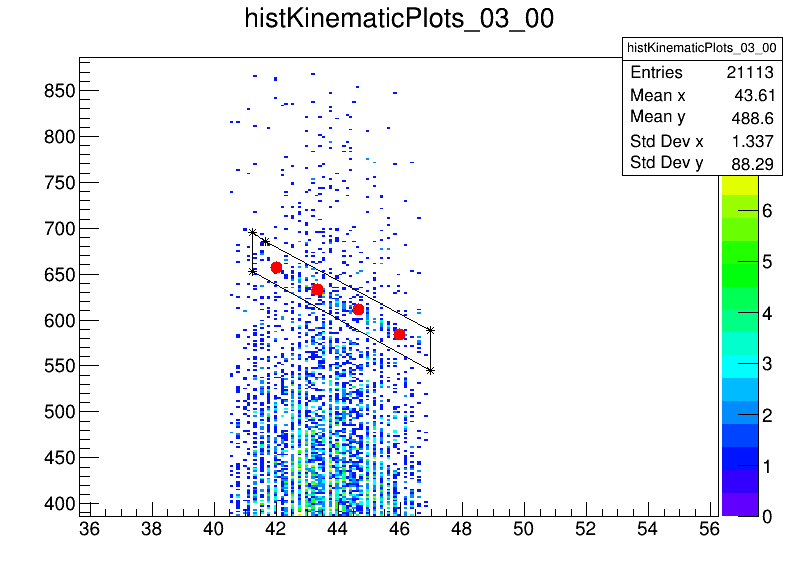 histKinematicPlots_03_00
histKinematicPlots_03_00
Entries 21113
Mean x 43.61
Mean y 488.6
Std Dev x 1.337
Std Dev y 88.29
850
800
750
700
650
600
550
500
450
400
6
5
4
3
2
1
0
36 38 40 42 44 46 48 50 52 54 56